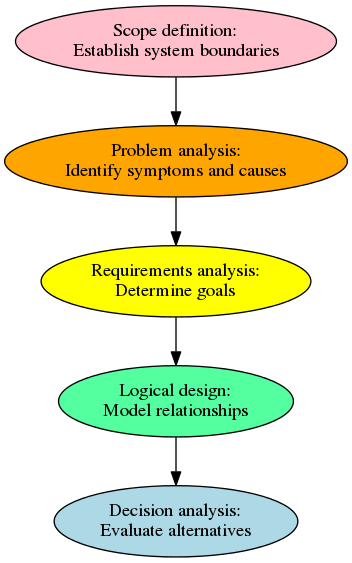 Scope definition:
Establish system boundaries
Problem analysis:
Identify symptoms and causes
Requirements analysis:
Determine goals
Logical design:
Model relationships
Decision analysis:
Evaluate alternatives